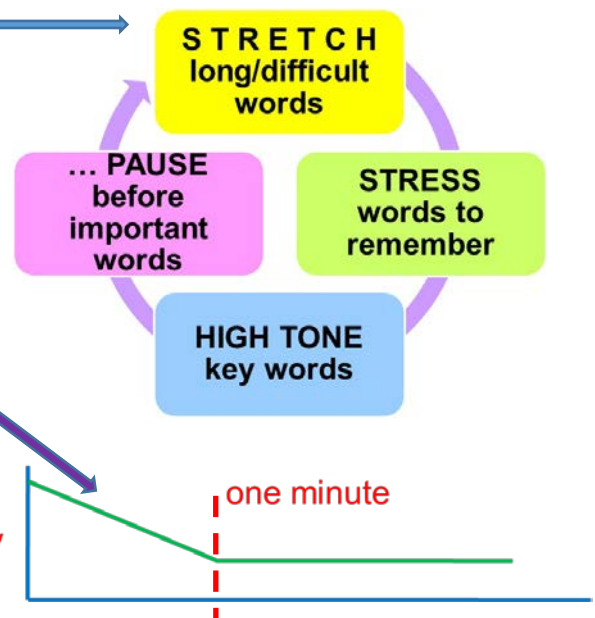 S T R E T C H
long/difficult
words
... PAUSE
before
important
words
STRESS
words to
remember
HIGH TONE
key words
one minute